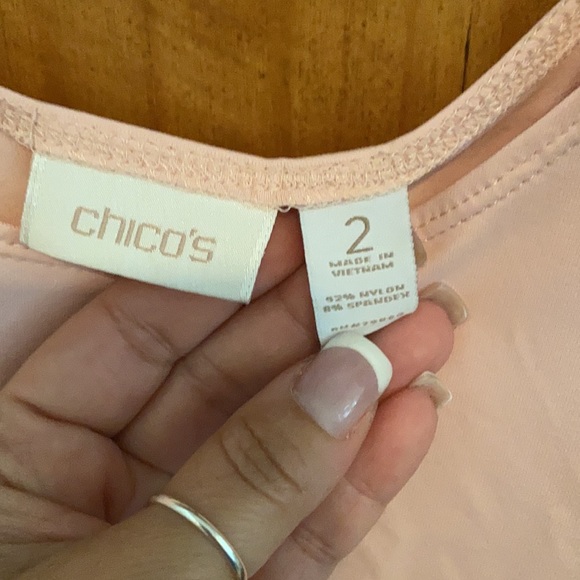 chico's
2
MADE IN
VIETNAM
92% NYLON
8% SPANDEX